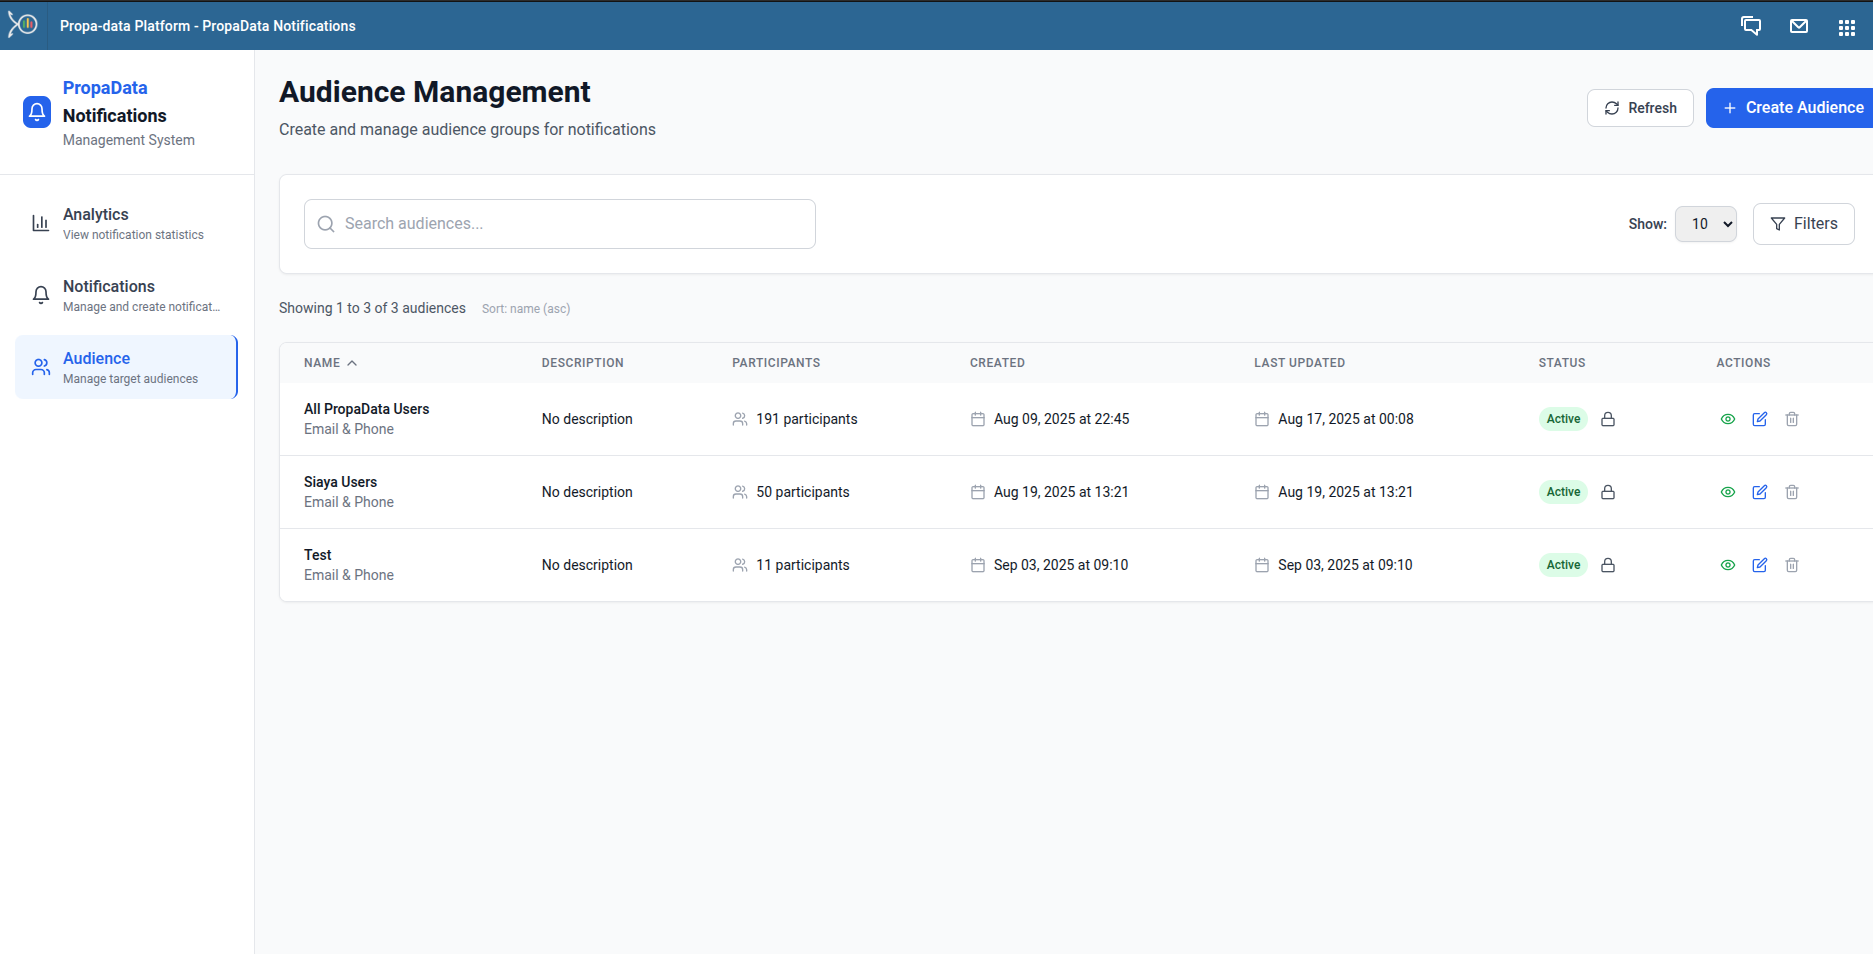 Propa-data Platform - PropaData Notifications
PropaData
Notifications
Management System
Analytics
View notification statistics
Notifications
Manage and create notificat...
Audience
Manage target audiences
Audience Management
Create and manage audience groups for notifications
Refresh
+ Create Audience
Search audiences...
Show: 10 Filters
Showing 1 to 3 of 3 audiences Sort: name (asc)
NAME DESCRIPTION PARTICIPANTS CREATED LAST UPDATED STATUS ACTIONS
All PropaData Users
Email & Phone
No description 191 participants Aug 09, 2025 at 22:45 Aug 17, 2025 at 00:08 Active
Siaya Users
Email & Phone
No description 50 participants Aug 19, 2025 at 13:21 Aug 19, 2025 at 13:21 Active
Test
Email & Phone
No description 11 participants Sep 03, 2025 at 09:10 Sep 03, 2025 at 09:10 Active